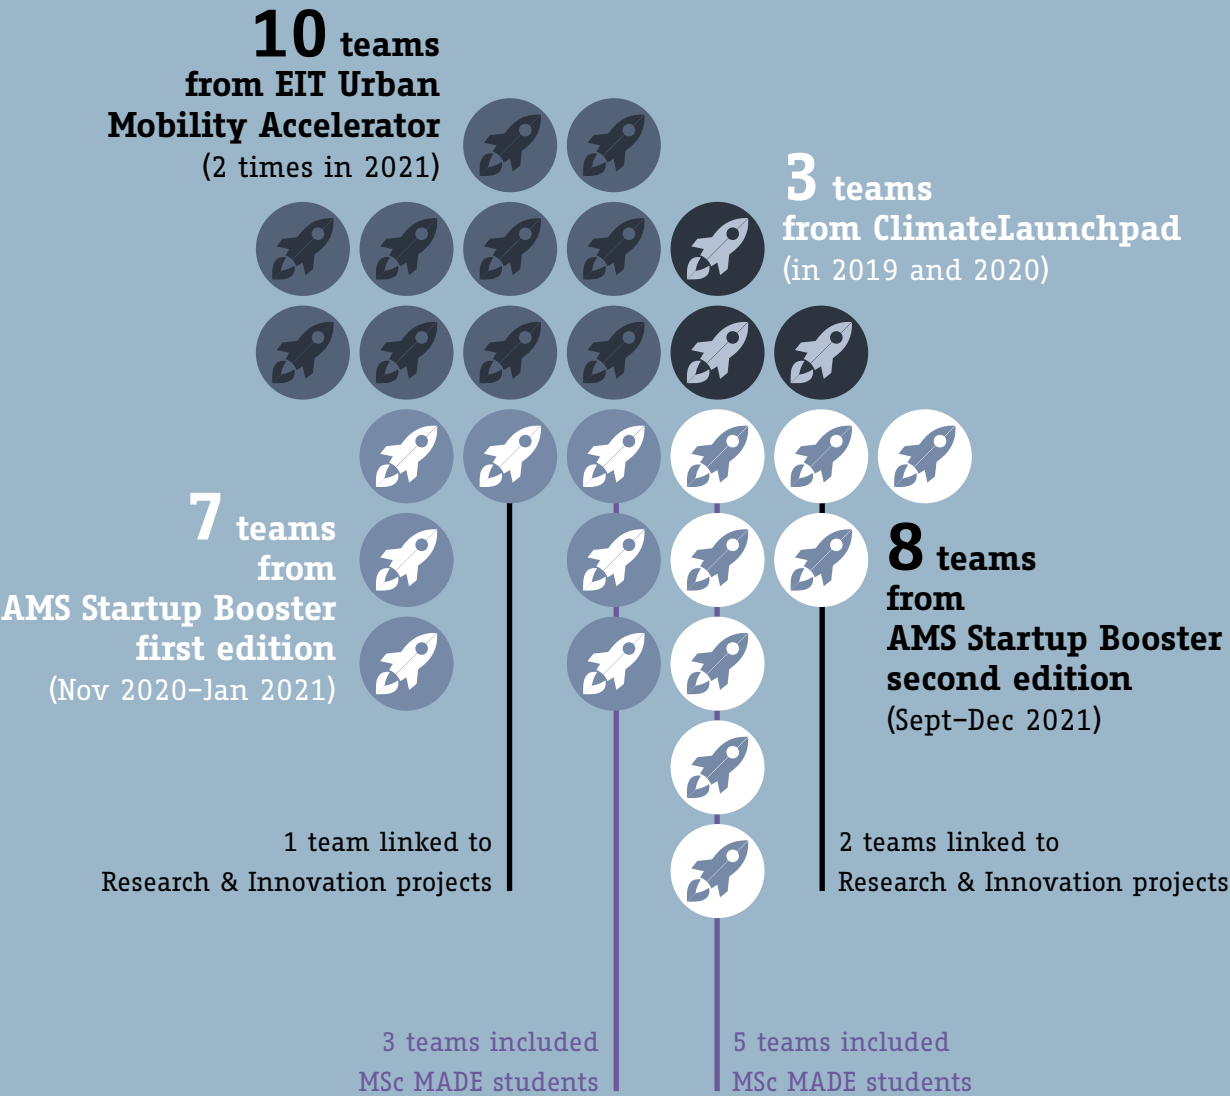 10 teams
from EIT Urban
Mobility Accelerator
(2 times in 2021)
3 teams
from ClimateLaunchpad
(in 2019 and 2020)
7 teams
from
AMS Startup Booster
first edition
(Nov 2020–Jan 2021)
8 teams
from
AMS Startup Booster
second edition
(Sept–Dec 2021)
1 team linked to
Research & Innovation projects
2 teams linked to
Research & Innovation projects
3 teams included
MSc MADE students
5 teams included
MSc MADE students